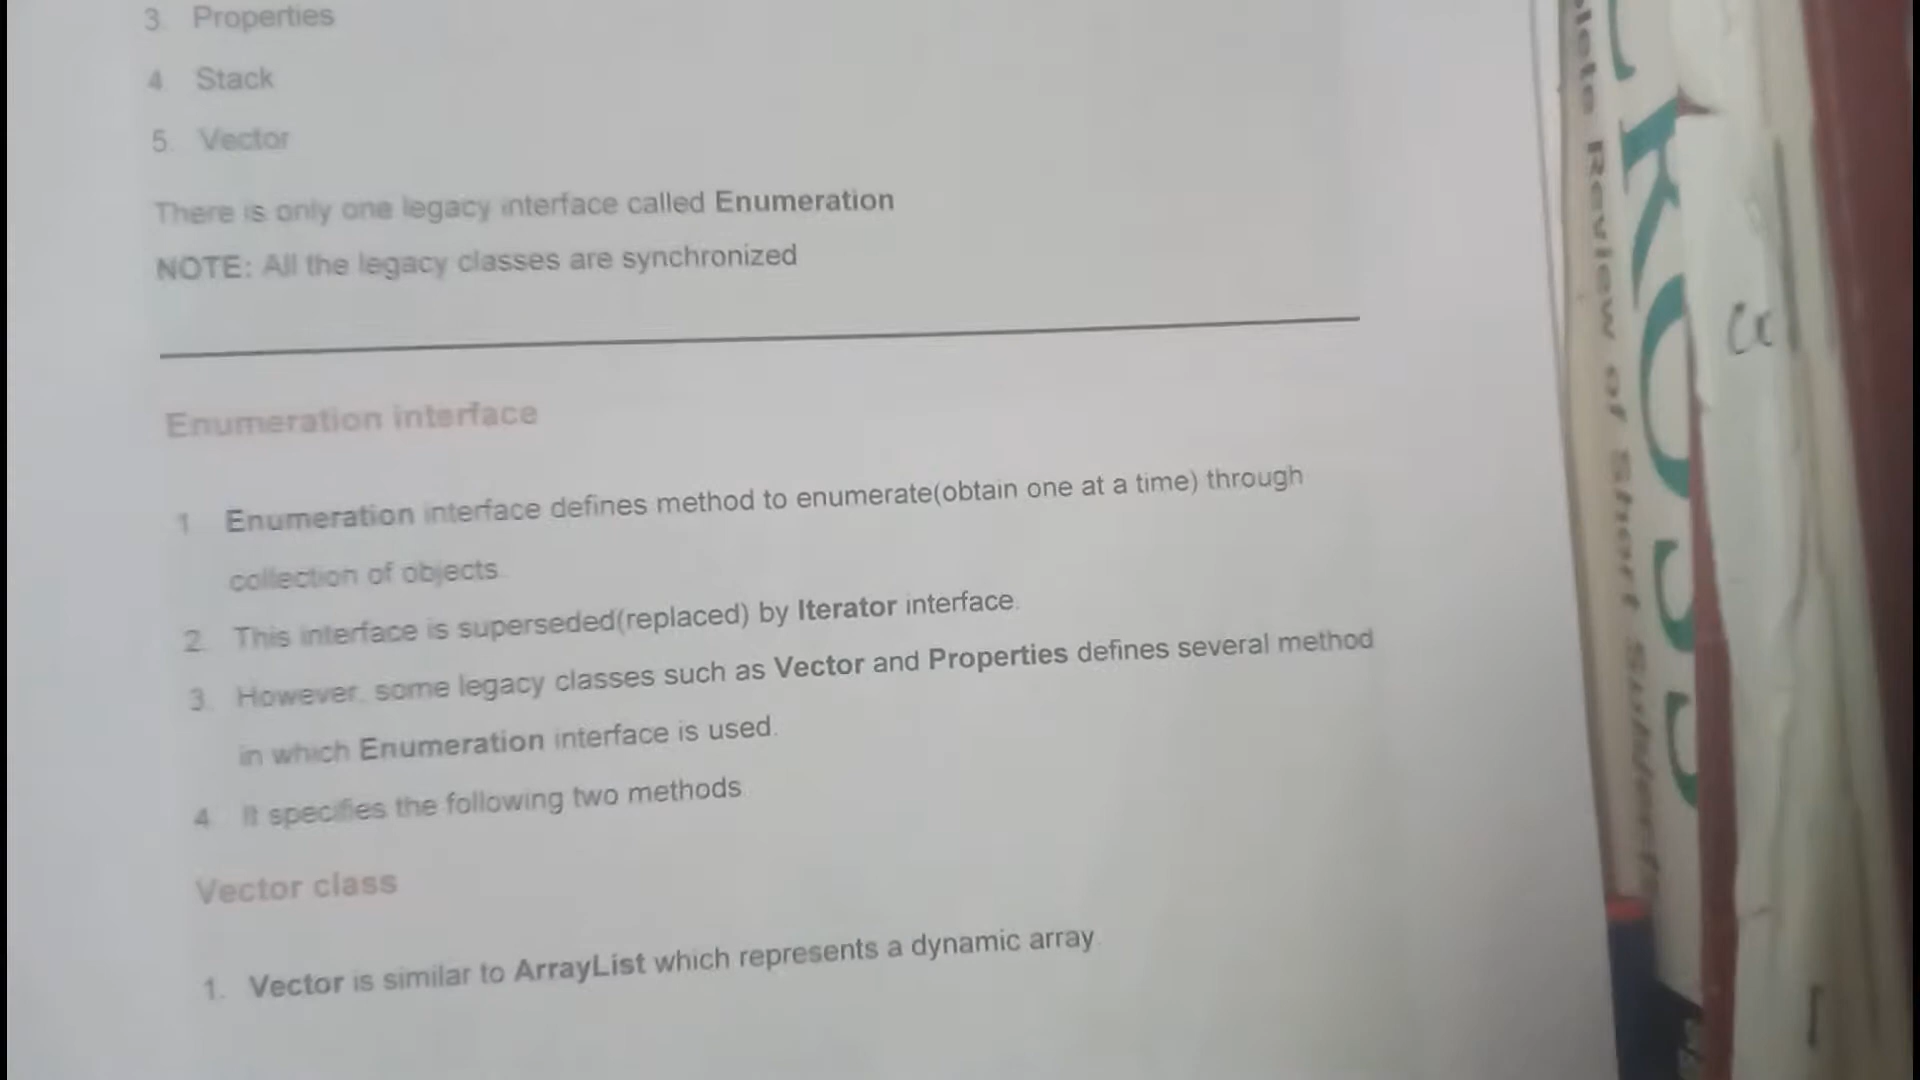 3. Properties
4. Stack
5. Vector
There is only one legacy interface called Enumeration
NOTE: All the legacy classes are synchronized
Enumeration interface
1 Enumeration interface defines method to enumerate(obtain one at a time) through
collection of objects.
2. This interface is superseded(replaced) by Iterator interface.
3. However, some legacy classes such as Vector and Properties defines several method
in which Enumeration interface is used.
4. It specifies the following two methods
Vector class
1. Vector is similar to ArrayList which represents a dynamic array.
Review of Short